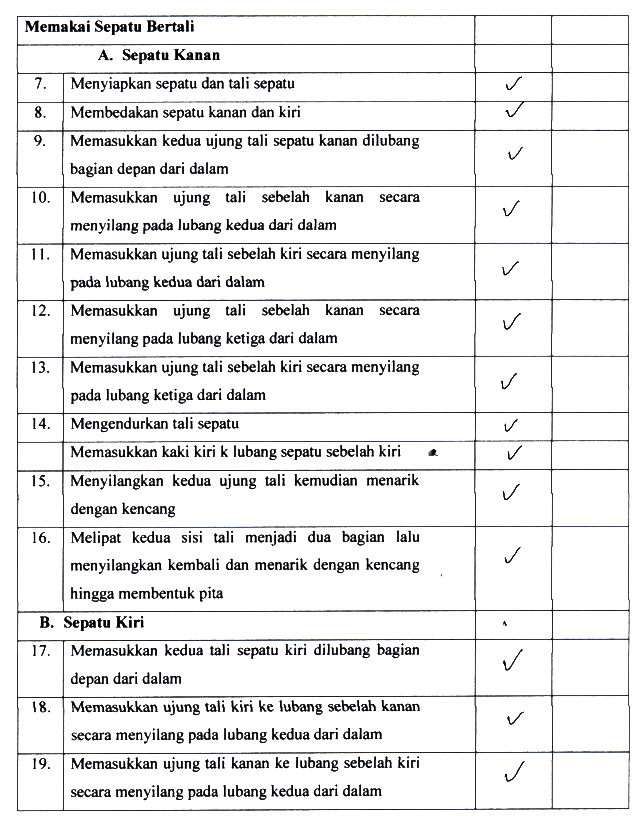 Memakai Sepatu Bertali
A. Sepatu Kanan
7. Menyiapkan sepatu dan tali sepatu ✓
8. Membedakan sepatu kanan dan kiri ✓
9. Memasukkan kedua ujung tali sepatu kanan dilubang ✓
bagian depan dari dalam
10. Memasukkan ujung tali sebelah kanan secara ✓
menyilang pada lubang kedua dari dalam
11. Memasukkan ujung tali sebelah kiri secara menyilang ✓
pada lubang kedua dari dalam
12. Memasukkan ujung tali sebelah kanan secara ✓
menyilang pada lubang ketiga dari dalam
13. Memasukkan ujung tali sebelah kiri secara menyilang ✓
pada lubang ketiga dari dalam
14. Mengendurkan tali sepatu ✓
Memasukkan kaki kiri k lubang sepatu sebelah kiri ✓
15. Menyilangkan kedua ujung tali kemudian menarik ✓
dengan kencang
16. Melipat kedua sisi tali menjadi dua bagian lalu
menyilangkan kembali dan menarik dengan kencang ✓
hingga membentuk pita
B. Sepatu Kiri
17. Memasukkan kedua tali sepatu kiri dilubang bagian ✓
depan dari dalam
18. Memasukkan ujung tali kiri ke lubang sebelah kanan ✓
secara menyilang pada lubang kedua dari dalam
19. Memasukkan ujung tali kanan ke lubang sebelah kiri ✓
secara menyilang pada lubang kedua dari dalam